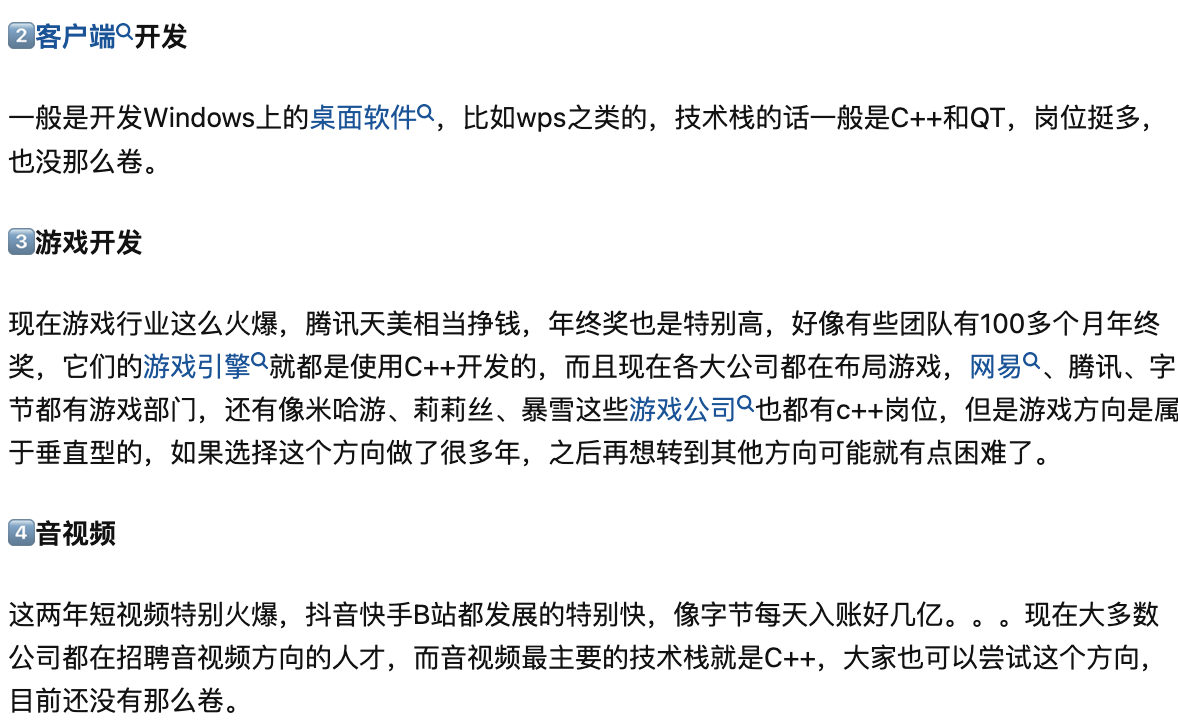 2️⃣客户端开发
一般是开发Windows上的桌面软件，比如wps之类的，技术栈的话一般是C++和QT，岗位挺多，
也没那么卷。
3️⃣游戏开发
现在游戏行业这么火爆，腾讯天美相当挣钱，年终奖也是特别高，好像有些团队有100多个月年终
奖，它们的游戏引擎就都是使用C++开发的，而且现在各大公司都在布局游戏，网易、腾讯、字
节都有游戏部门，还有像米哈游、莉莉丝、暴雪这些游戏公司也都有c++岗位，但是游戏方向是属
于垂直型的，如果选择这个方向做了很多年，之后再想转到其他方向可能就有点困难了。
4️⃣音视频
这两年短视频特别火爆，抖音快手B站都发展的特别快，像字节每天入账好几亿。。。现在大多数
公司都在招聘音视频方向的人才，而音视频最主要的技术栈就是C++，大家也可以尝试这个方向，
目前还没有那么卷。